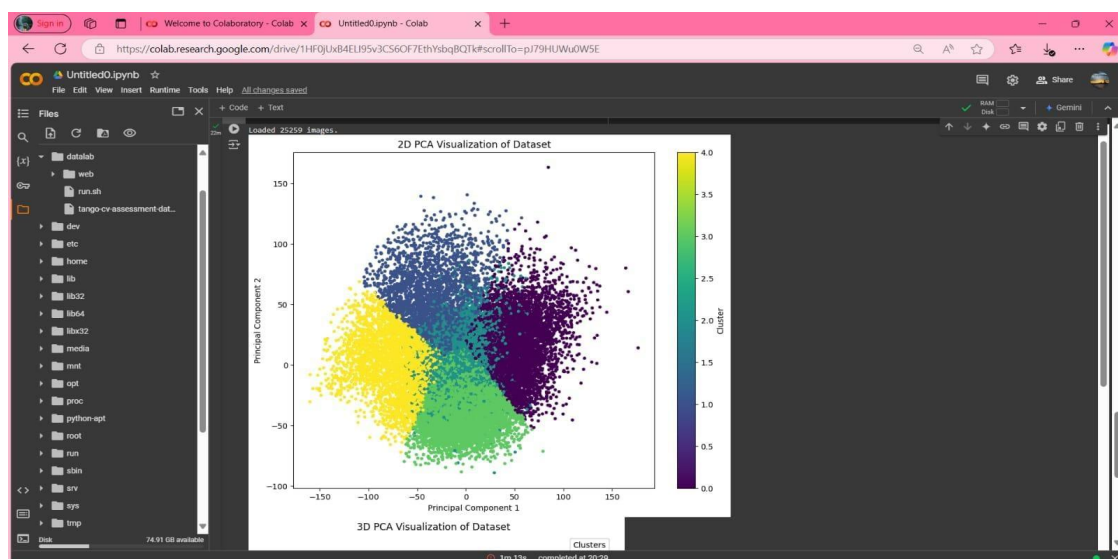 Sign in
Welcome to Colaboratory - Colab
Untitled0.ipynb - Colab
https://colab.research.google.com/drive/1HF0jUxB4ELI95v3CS6OF7EthYsbqBQTk#scrollTo=pJ79HUWu0W5E
Untitled0.ipynb
File Edit View Insert Runtime Tools Help All changes saved
Share
Files
+ Code + Text
RAM
Disk
Gemini
datalab
web
run.sh
tango-cv-assessment-dat...
dev
etc
home
lib
lib32
lib64
libx32
media
mnt
opt
proc
python-apt
root
run
sbin
srv
sys
tmp
Disk 74.91 GB available
Loaded 25259 images.
2D PCA Visualization of Dataset
150
100
50
0
−50
−100
Principal Component 2
−150 −100 −50 0 50 100 150
Principal Component 1
4.0
3.5
3.0
2.5
2.0
1.5
1.0
0.5
0.0
Cluster
3D PCA Visualization of Dataset
Clusters
1m 13s completed at 20:29